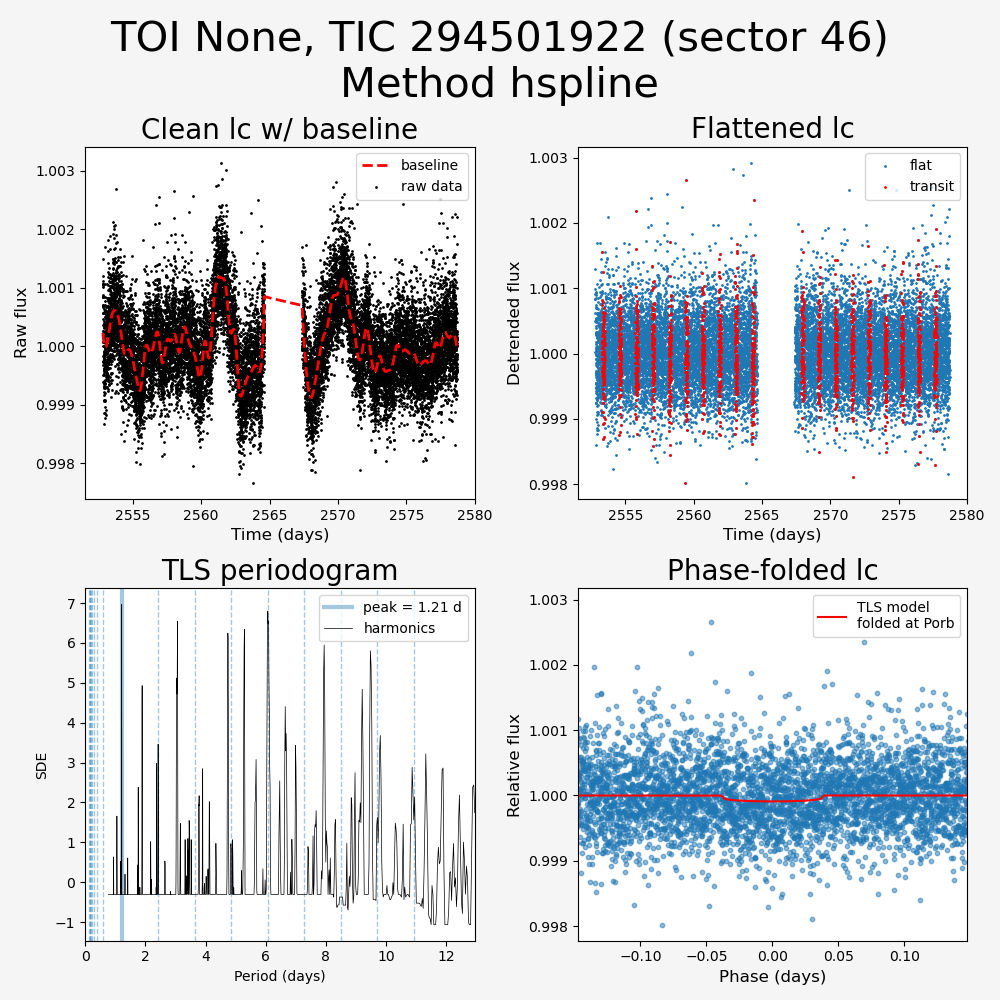 TOI None, TIC 294501922 (sector 46)
Method hspline
Clean lc w/ baseline
Raw flux
1.003
1.002
1.001
1.000
0.999
0.998
baseline
raw data
2555
2560
2565
2570
2575
2580
Time (days)
Flattened lc
Detrended flux
1.003
1.002
1.001
1.000
0.999
0.998
flat
transit
2555
2560
2565
2570
2575
2580
Time (days)
TLS periodogram
SDE
7
6
5
4
3
2
1
0
−1
peak = 1.21 d
harmonics
0
2
4
6
8
10
12
Period (days)
Phase-folded lc
Relative flux
1.003
1.002
1.001
1.000
0.999
0.998
TLS model
folded at Porb
−0.10
−0.05
0.00
0.05
0.10
Phase (days)